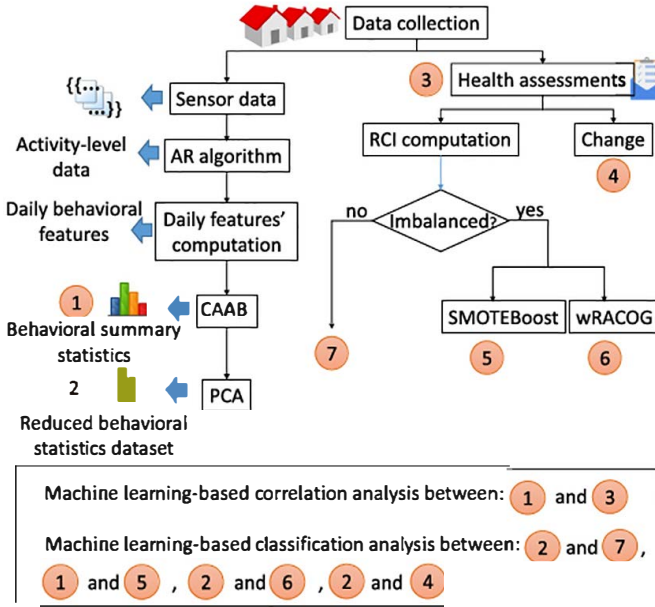 Data collection
3
Health assessments
{{...
...}}
Sensor data
Activity-level
data
AR algorithm
RCI computation
Change
4
Daily behavioral
features
Daily features'
computation
no
Imbalanced?
yes
1
CAAB
Behavioral summary
statistics
SMOTEBoost
wRACOG
7
5
6
2
PCA
Reduced behavioral
statistics dataset
Machine learning-based correlation analysis between: 1 and 3
Machine learning-based classification analysis between: 2 and 7 ,
1 and 5 , 2 and 6 , 2 and 4